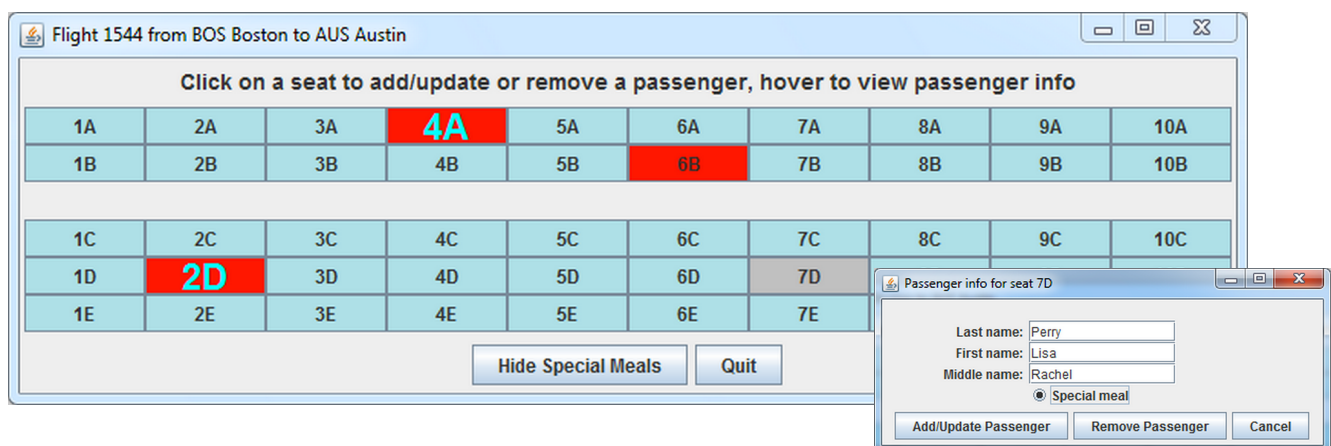 Flight 1544 from BOS Boston to AUS Austin
Click on a seat to add/update or remove a passenger, hover to view passenger info
1A 2A 3A 4A 5A 6A 7A 8A 9A 10A
1B 2B 3B 4B 5B 6B 7B 8B 9B 10B
1C 2C 3C 4C 5C 6C 7C 8C 9C 10C
1D 2D 3D 4D 5D 6D 7D
1E 2E 3E 4E 5E 6E 7E
Hide Special Meals Quit
Passenger info for seat 7D
Last name: Perry
First name: Lisa
Middle name: Rachel
Special meal
Add/Update Passenger Remove Passenger Cancel